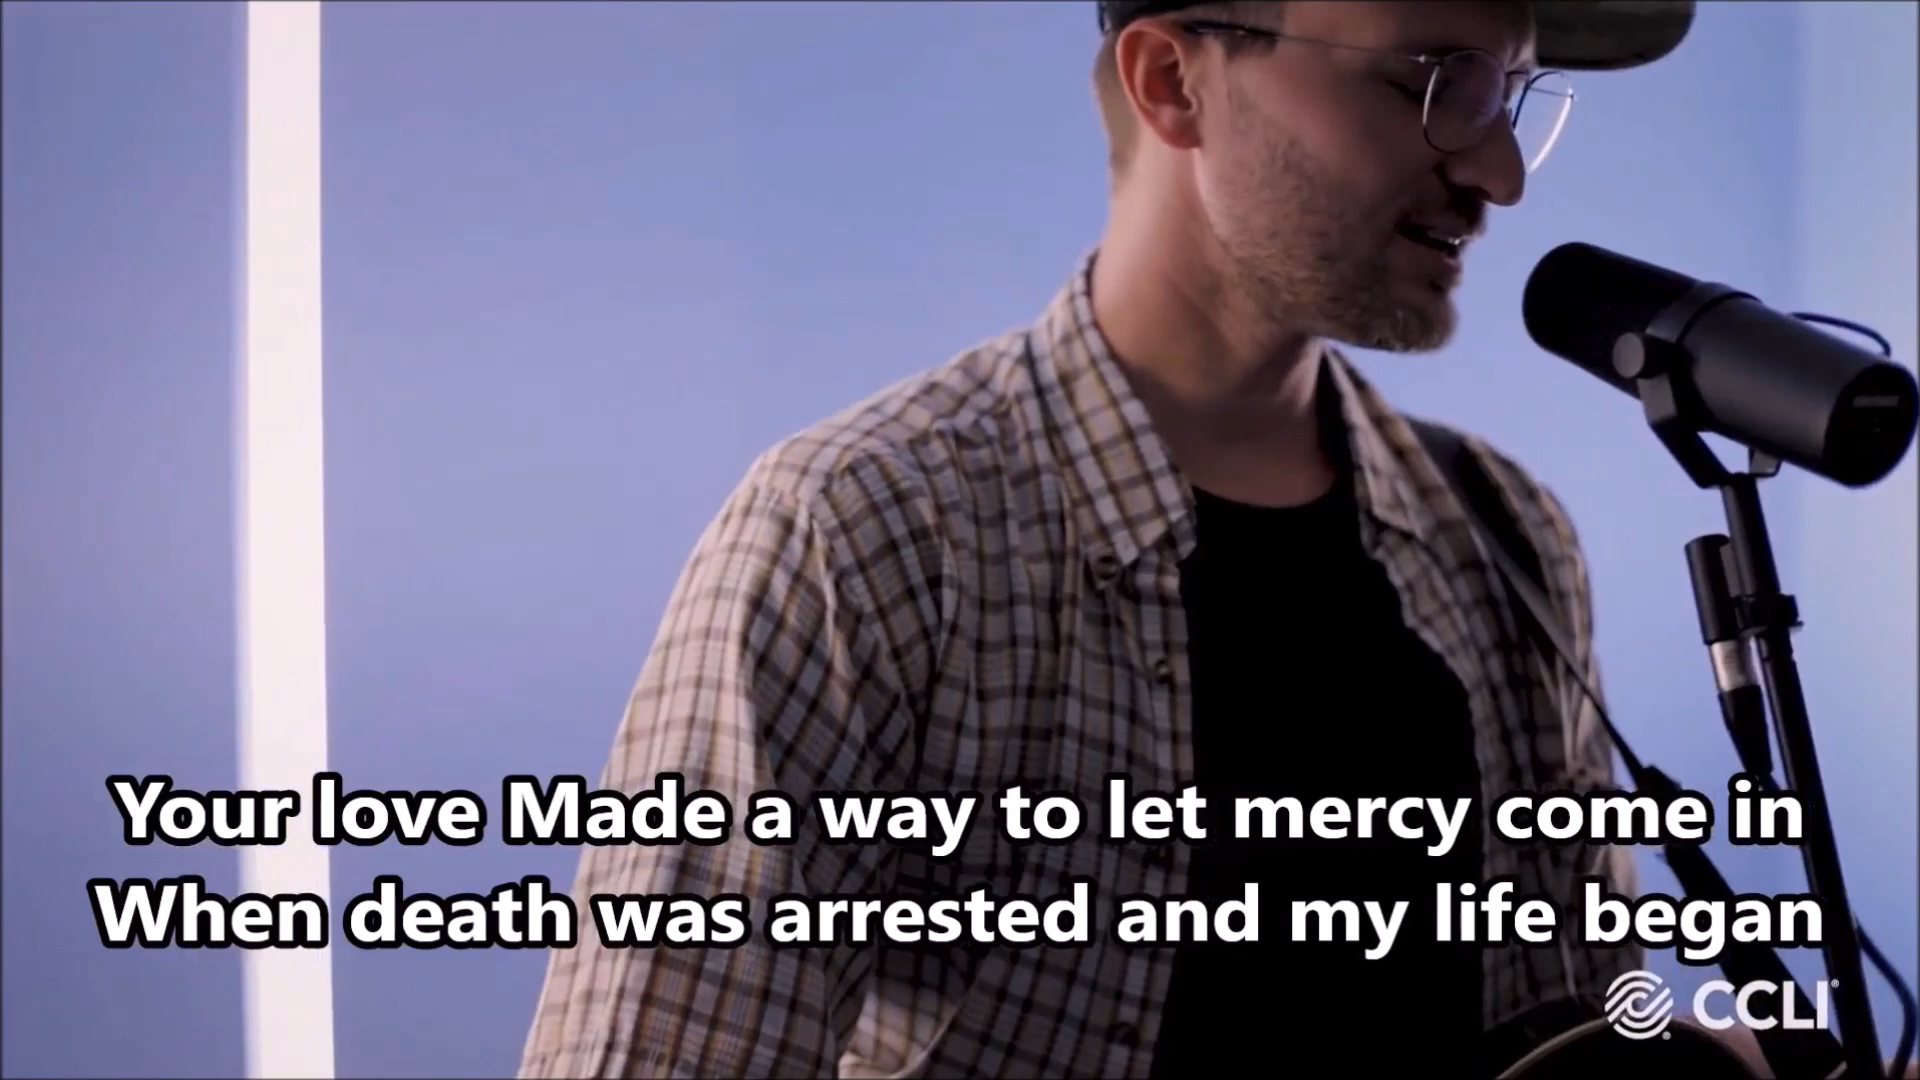 Your love Made a way to let mercy come in
When death was arrested and my life began
CCLI®